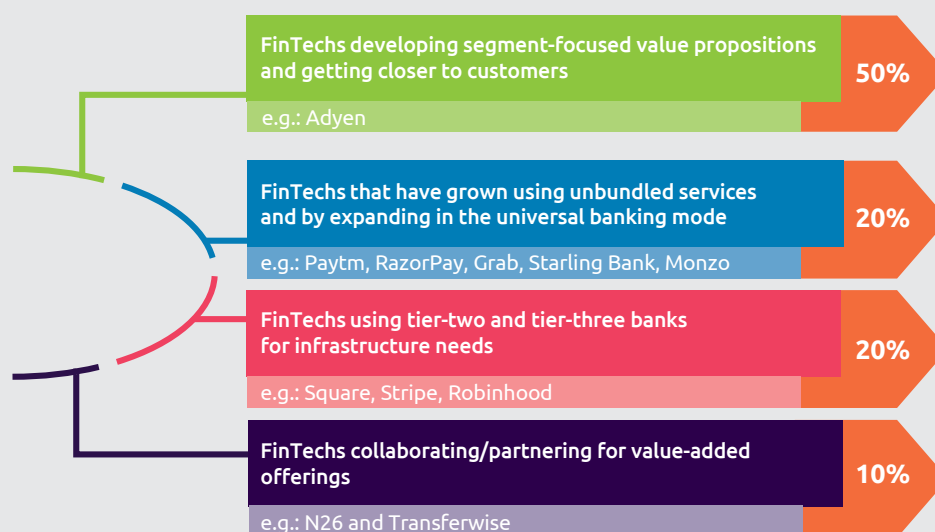 FinTechs developing segment-focused value propositions
and getting closer to customers
50%
e.g.: Adyen
FinTechs that have grown using unbundled services
and by expanding in the universal banking mode
20%
e.g.: Paytm, RazorPay, Grab, Starling Bank, Monzo
FinTechs using tier-two and tier-three banks
for infrastructure needs
20%
e.g.: Square, Stripe, Robinhood
FinTechs collaborating/partnering for value-added
offerings
10%
e.g.: N26 and Transferwise